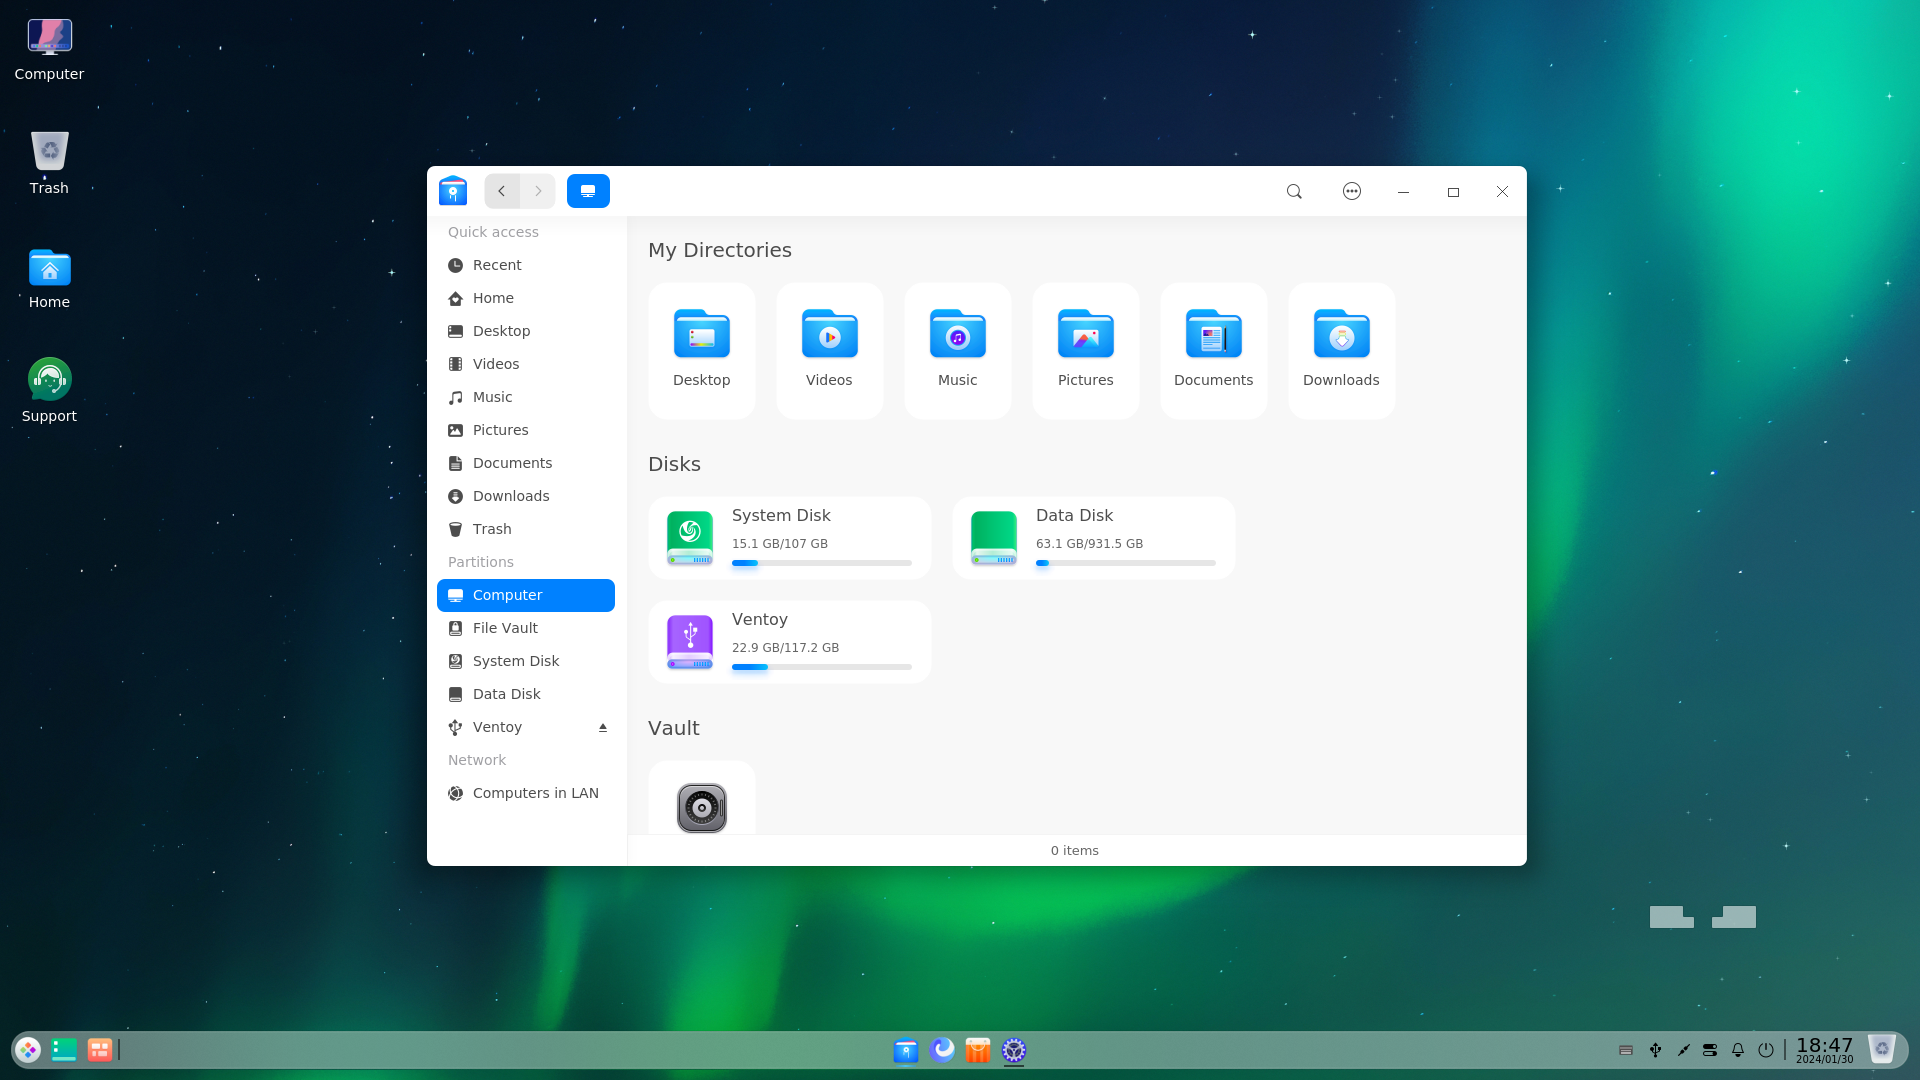 Computer
Trash
Home
Support
Quick access
Recent
Home
Desktop
Videos
Music
Pictures
Documents
Downloads
Trash
Partitions
Computer
File Vault
System Disk
Data Disk
Ventoy
Network
Computers in LAN
My Directories
Desktop
Videos
Music
Pictures
Documents
Downloads
Disks
System Disk
15.1 GB/107 GB
Data Disk
63.1 GB/931.5 GB
Ventoy
22.9 GB/117.2 GB
Vault
0 items
18:47
2024/01/30